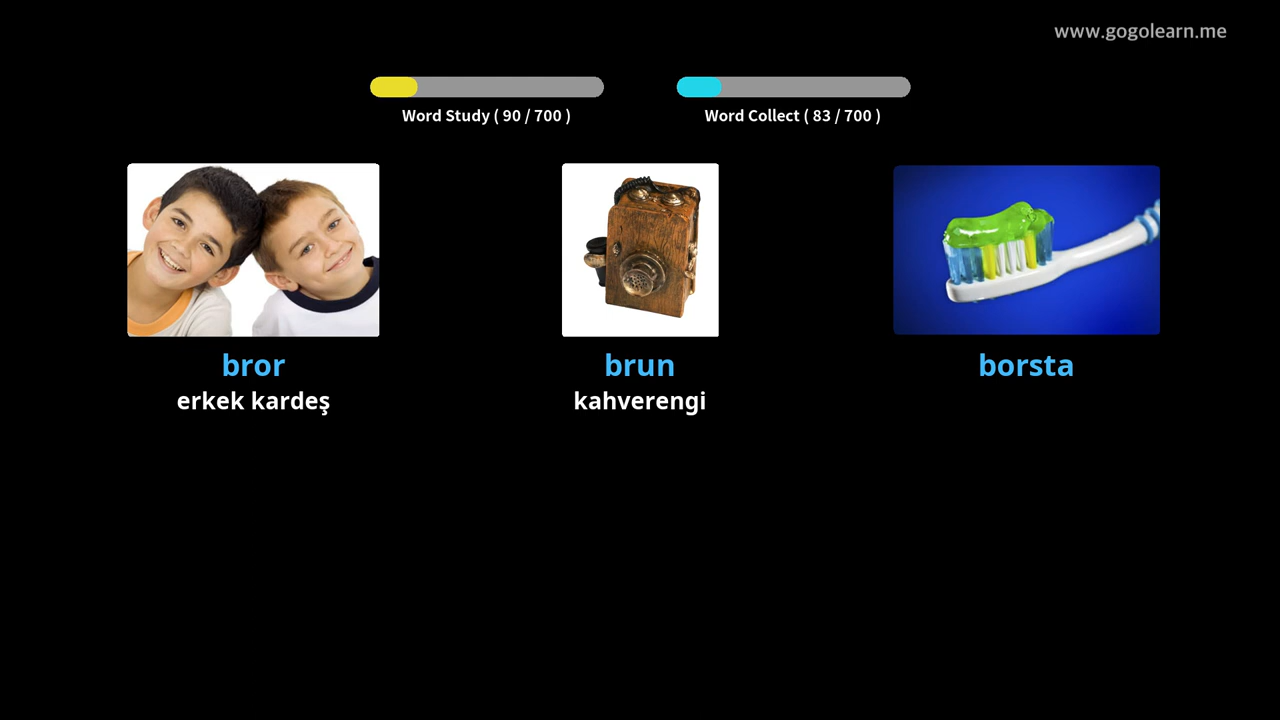 www.gogolearn.me
Word Study ( 90 / 700 )
Word Collect ( 83 / 700 )
bror
brun
borsta
erkek kardeş
kahverengi